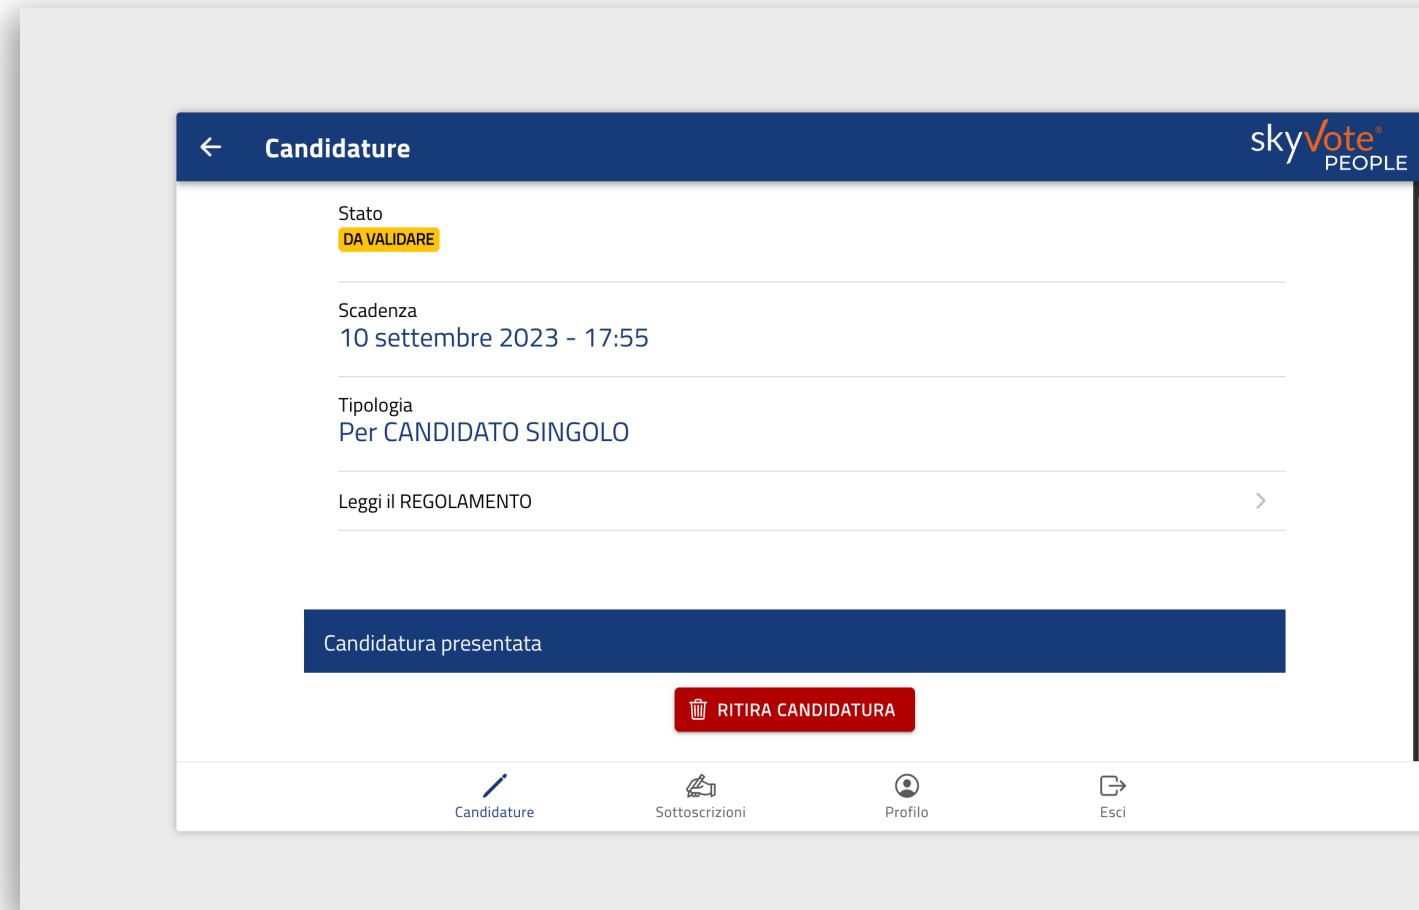 Candidature
skyVote®
PEOPLE
Stato
DA VALIDARE
Scadenza
10 settembre 2023 - 17:55
Tipologia
Per CANDIDATO SINGOLO
Leggi il REGOLAMENTO
Candidatura presentata
RITIRA CANDIDATURA
Candidature
Sottoscrizioni
Profilo
Esci